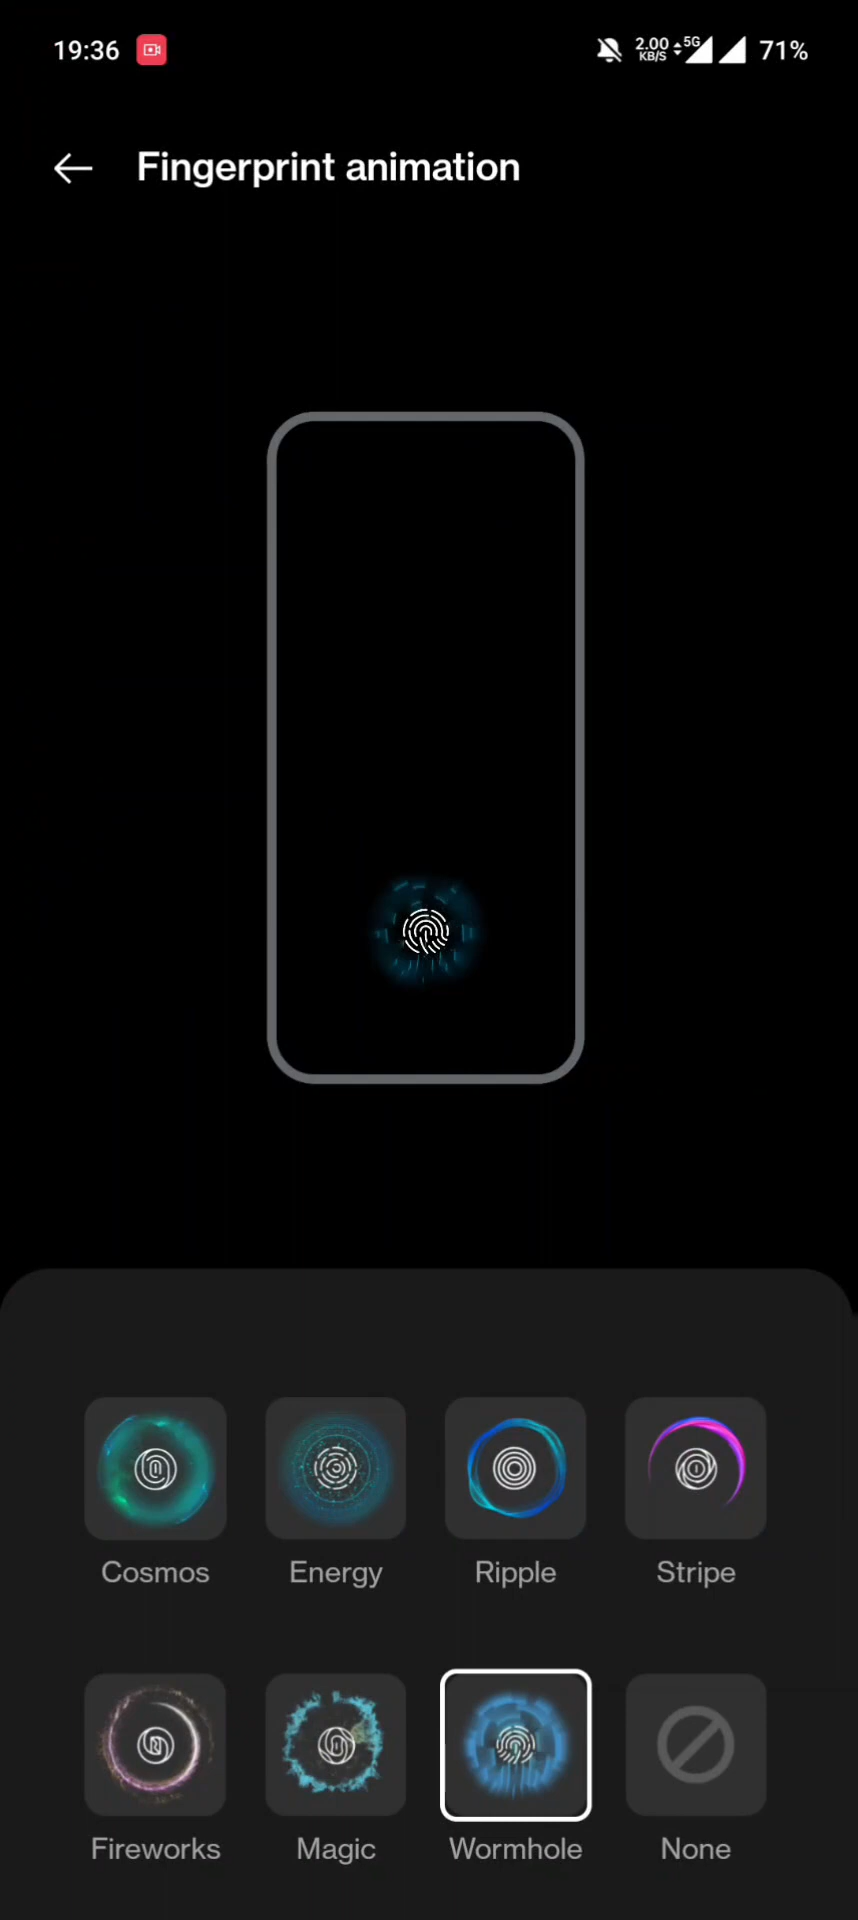 19:36 2.00 KB/S 5G 71%
Fingerprint animation
Cosmos Energy Ripple Stripe
Fireworks Magic Wormhole None